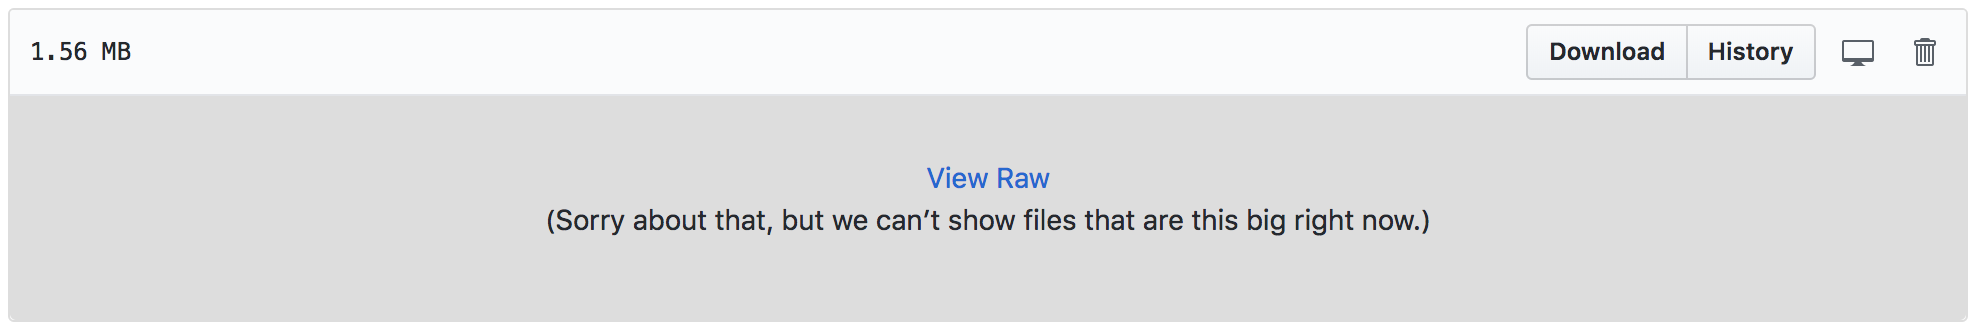 1.56 MB
Download History
View Raw
(Sorry about that, but we can’t show files that are this big right now.)